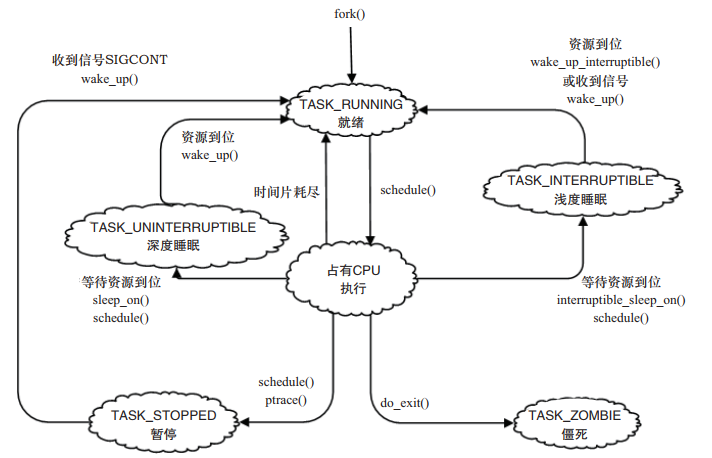 fork()
收到信号SIGCONT
wake_up()
资源到位
wake_up_interruptible()
或收到信号
wake_up()
TASK_RUNNING
就绪
资源到位
wake_up()
时间片耗尽
schedule()
TASK_INTERRUPTIBLE
浅度睡眠
TASK_UNINTERRUPTIBLE
深度睡眠
占有CPU
执行
等待资源到位
sleep_on()
schedule()
等待资源到位
interruptible_sleep_on()
schedule()
schedule()
ptrace()
do_exit()
TASK_STOPPED
暂停
TASK_ZOMBIE
僵死